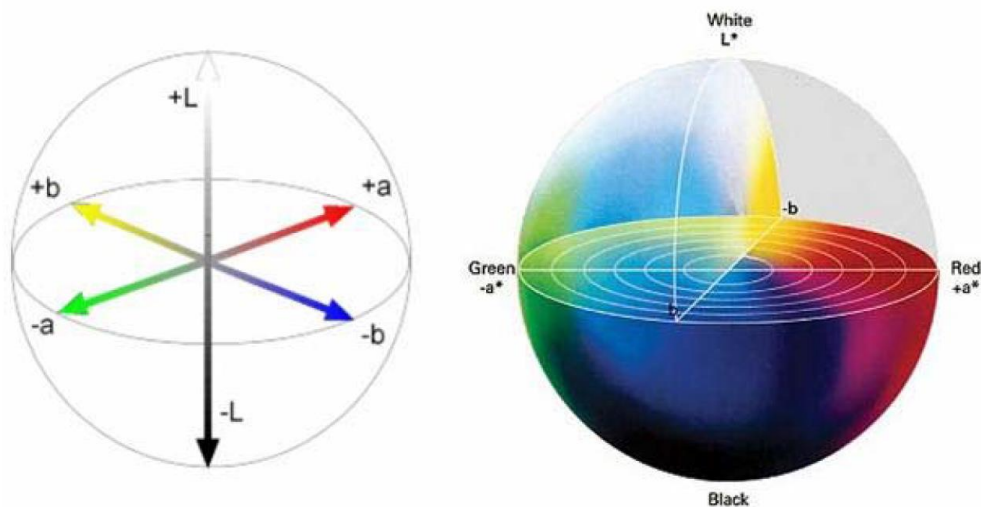 +L
+b
+a
-a
-b
-L
White
L*
-b
Green
-a*
Red
+a*
b
Black